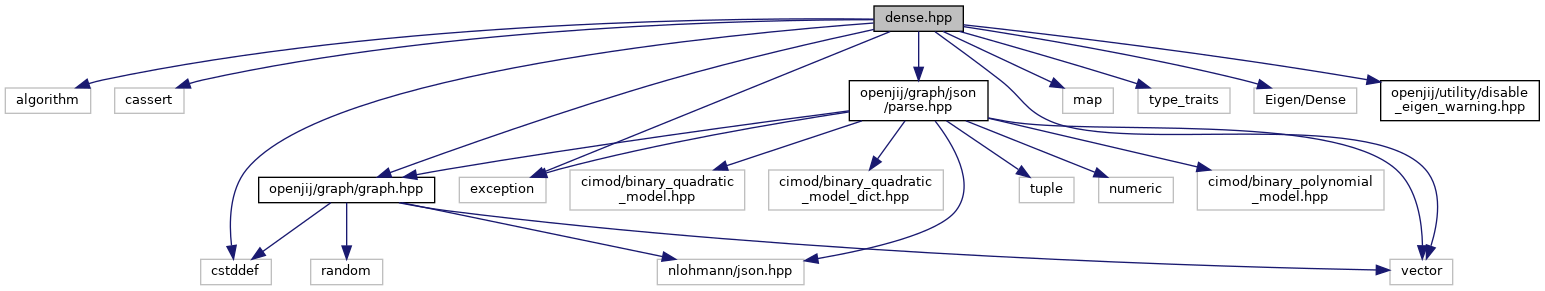 dense.hpp
openjij/graph/json
/parse.hpp
algorithm
cassert
map
type_traits
Eigen/Dense
openjij/utility/disable
_eigen_warning.hpp
openjij/graph/graph.hpp
exception
cimod/binary_quadratic
_model.hpp
cimod/binary_quadratic
_model_dict.hpp
tuple
numeric
cimod/binary_polynomial
_model.hpp
cstddef
random
nlohmann/json.hpp
vector